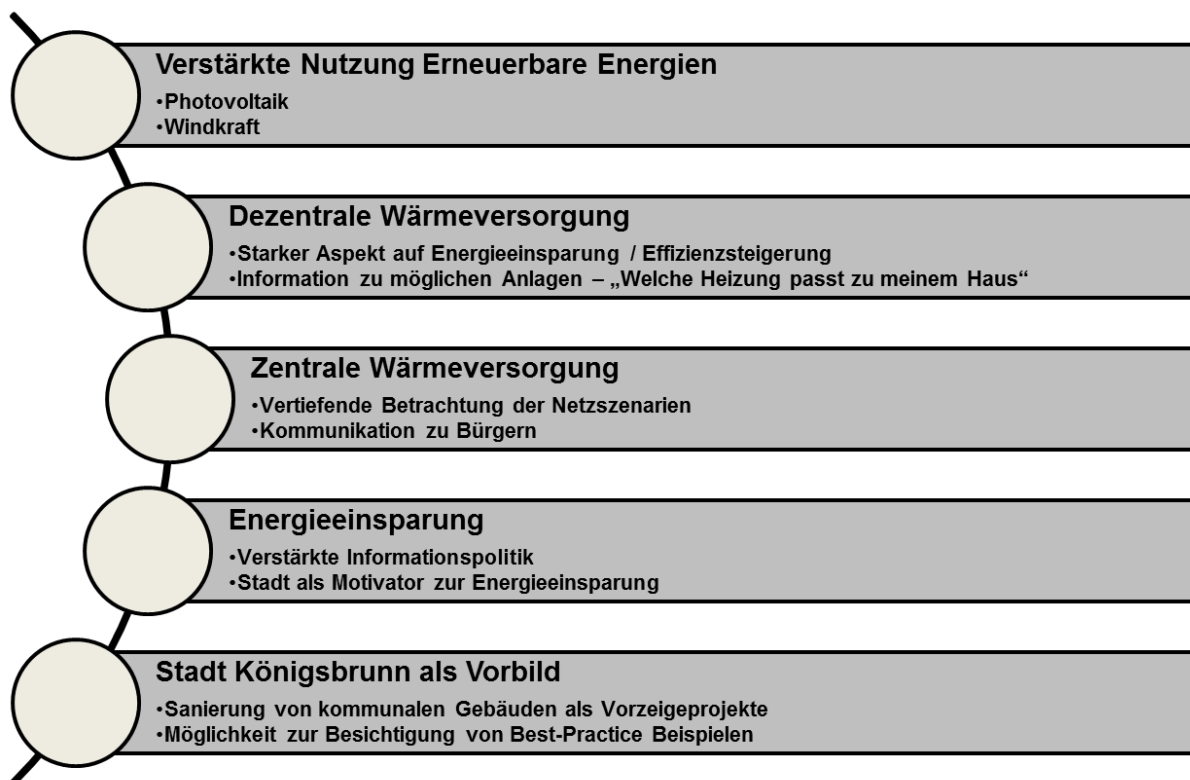 Verstärkte Nutzung Erneuerbare Energien
•Photovoltaik
•Windkraft
Dezentrale Wärmeversorgung
•Starker Aspekt auf Energieeinsparung / Effizienzsteigerung
•Information zu möglichen Anlagen – „Welche Heizung passt zu meinem Haus“
Zentrale Wärmeversorgung
•Vertiefende Betrachtung der Netzszenarien
•Kommunikation zu Bürgern
Energieeinsparung
•Verstärkte Informationspolitik
•Stadt als Motivator zur Energieeinsparung
Stadt Königsbrunn als Vorbild
•Sanierung von kommunalen Gebäuden als Vorzeigeprojekte
•Möglichkeit zur Besichtigung von Best-Practice Beispielen